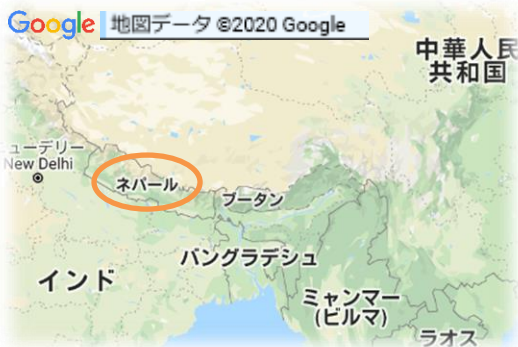 Google 地図データ ©2020 Google
中華人民
共和国
ューデリー
New Delhi
ネパール
ブータン
バングラデシュ
インド
ミャンマー
(ビルマ)
ラオス